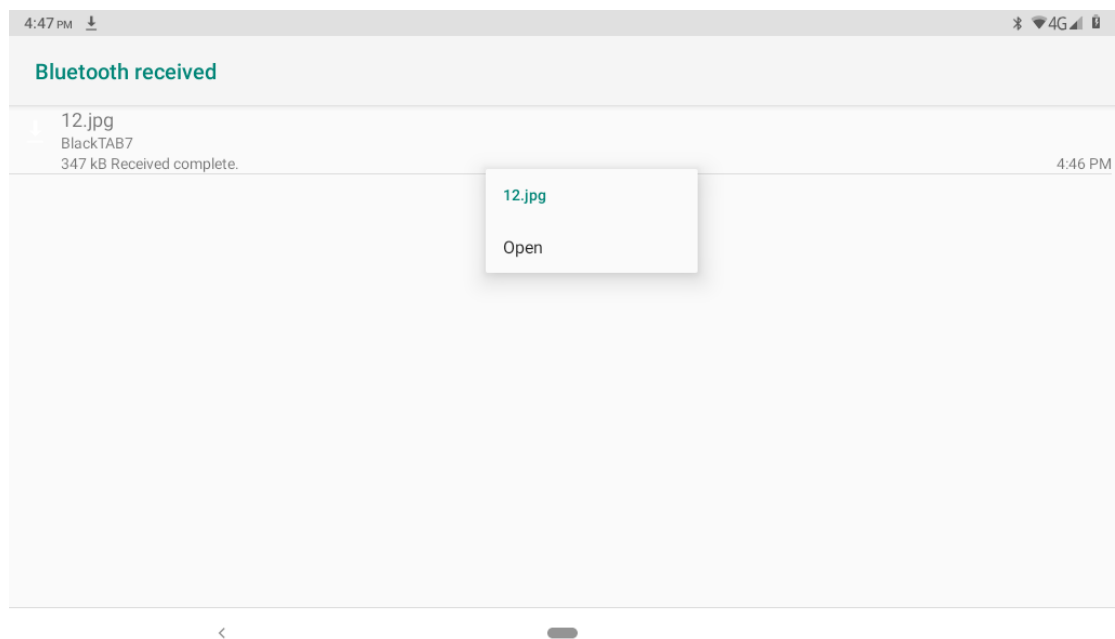 4:47 PM 4G
Bluetooth received
12.jpg
BlackTAB7
347 kB Received complete.
4:46 PM
12.jpg
Open